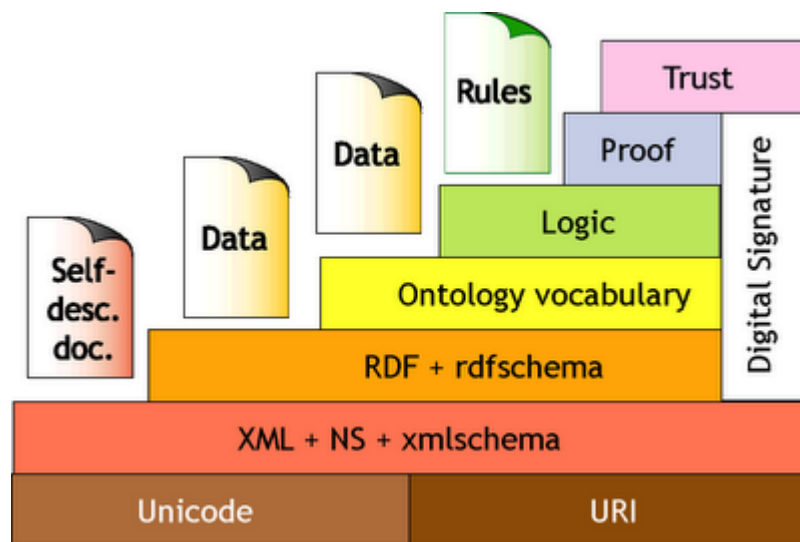 Rules
Trust
Data
Proof
Data
Logic
Self-
desc.
doc.
Ontology vocabulary
Digital Signature
RDF + rdfschema
XML + NS + xmlschema
Unicode
URI